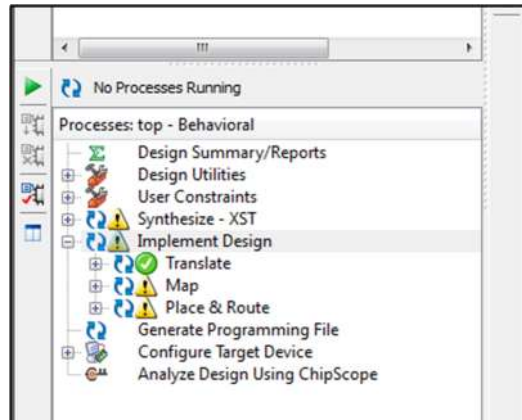 No Processes Running
Processes: top - Behavioral
Design Summary/Reports
Design Utilities
User Constraints
Synthesize - XST
Implement Design
Translate
Map
Place & Route
Generate Programming File
Configure Target Device
Analyze Design Using ChipScope